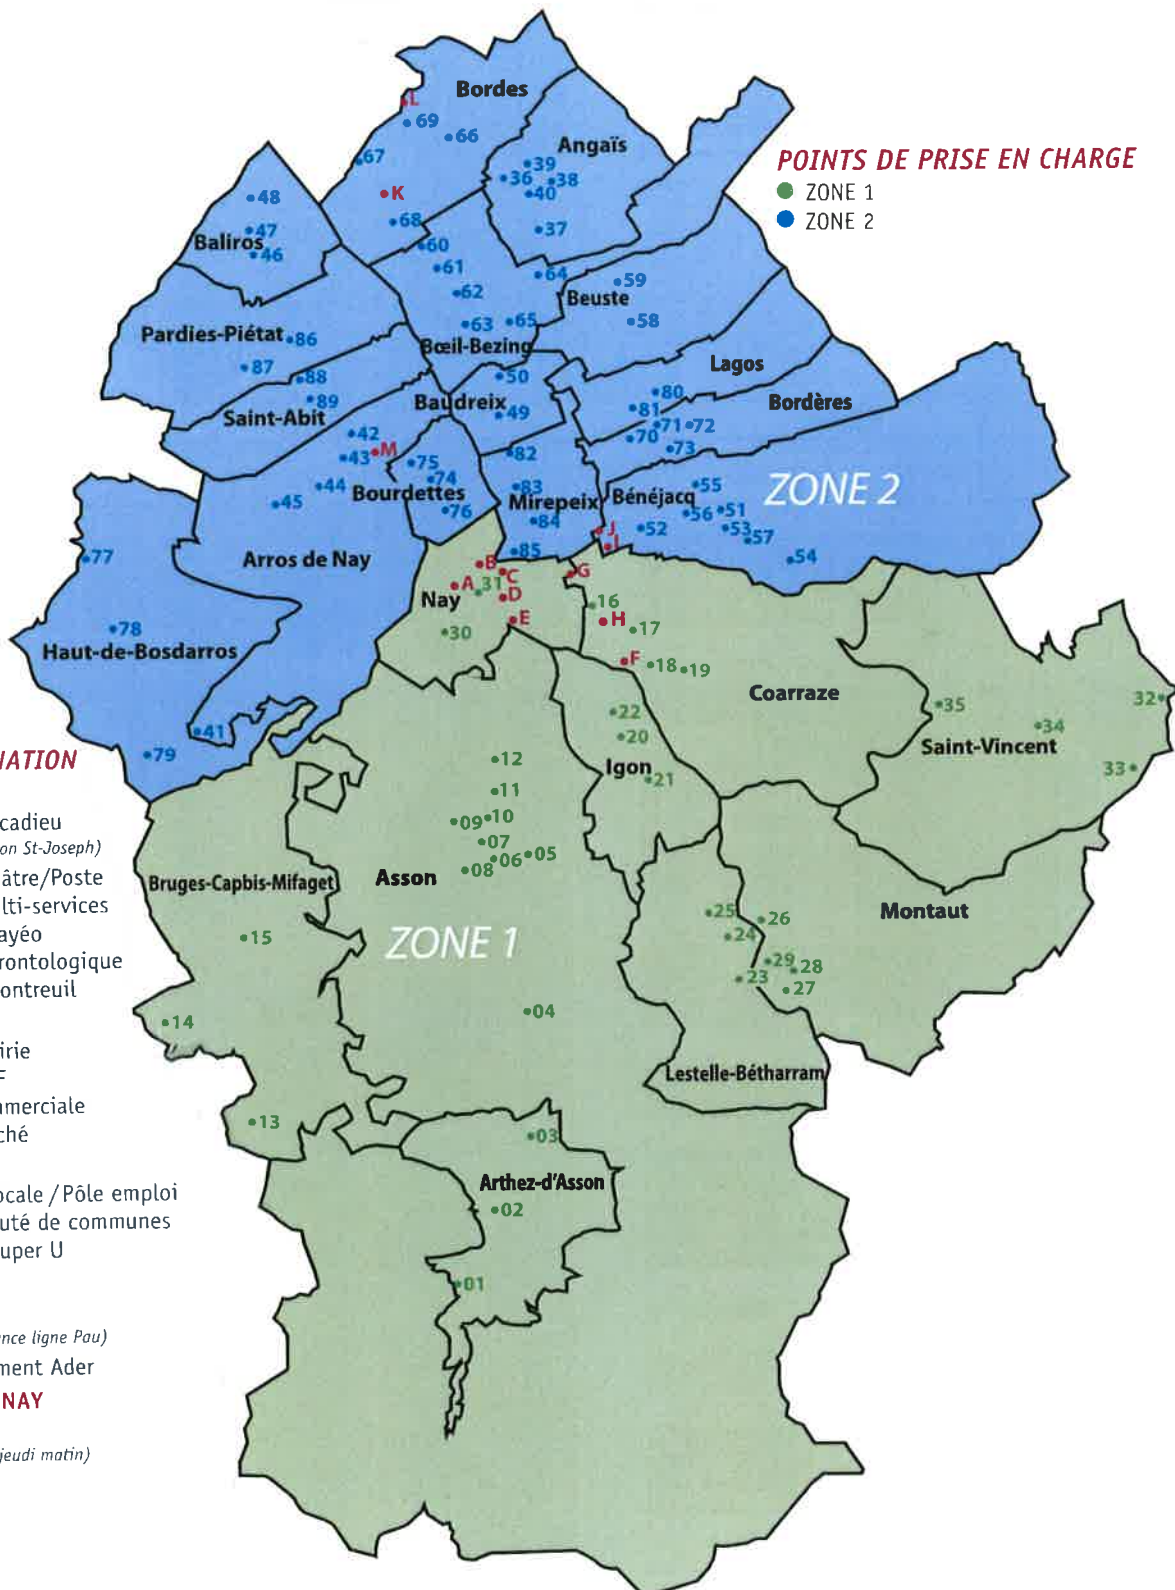 Bordes
L
69
66
Angaïs
POINTS DE PRISE EN CHARGE
ZONE 1
ZONE 2
67
39
36
38
40
K
48
68
37
47
Baliros
46
60
61
64
59
62
Beuste
58
63
65
Pardies-Piétat
86
Bœil-Bezing
87
88
50
Lagos
89
Baudreix
49
80
81
Bordères
Saint-Abit
42
71
72
70
M
43
82
73
75
44
74
83
55
Bourdettes
Mirepeix
Bénéjacq
ZONE 2
45
76
84
56
51
52
53
57
J
I
85
54
77
Arros de Nay
B
C
G
A
31
D
Nay
16
E
H
17
30
78
Haut-de-Bosdarros
F
18
19
Coarraze
35
32
22
34
41
20
Saint-Vincent
79
12
Igon
21
33
NATION
11
cadieu
09
10
on St-Joseph)
07
06
05
âtre/Poste
Bruges-Capbis-Mifaget
08
Asson
lti-services
25
26
Montaut
ayéo
15
ZONE 1
24
rontologique
29
28
23
27
ontreuil
14
04
irie
F
Lestelle-Bétharram
mmerciale
13
03
ché
Arthez-d'Asson
ocale / Pôle emploi
02
uté de communes
uper U
01
nce ligne Pau)
ment Ader
NAY
jeudi matin)